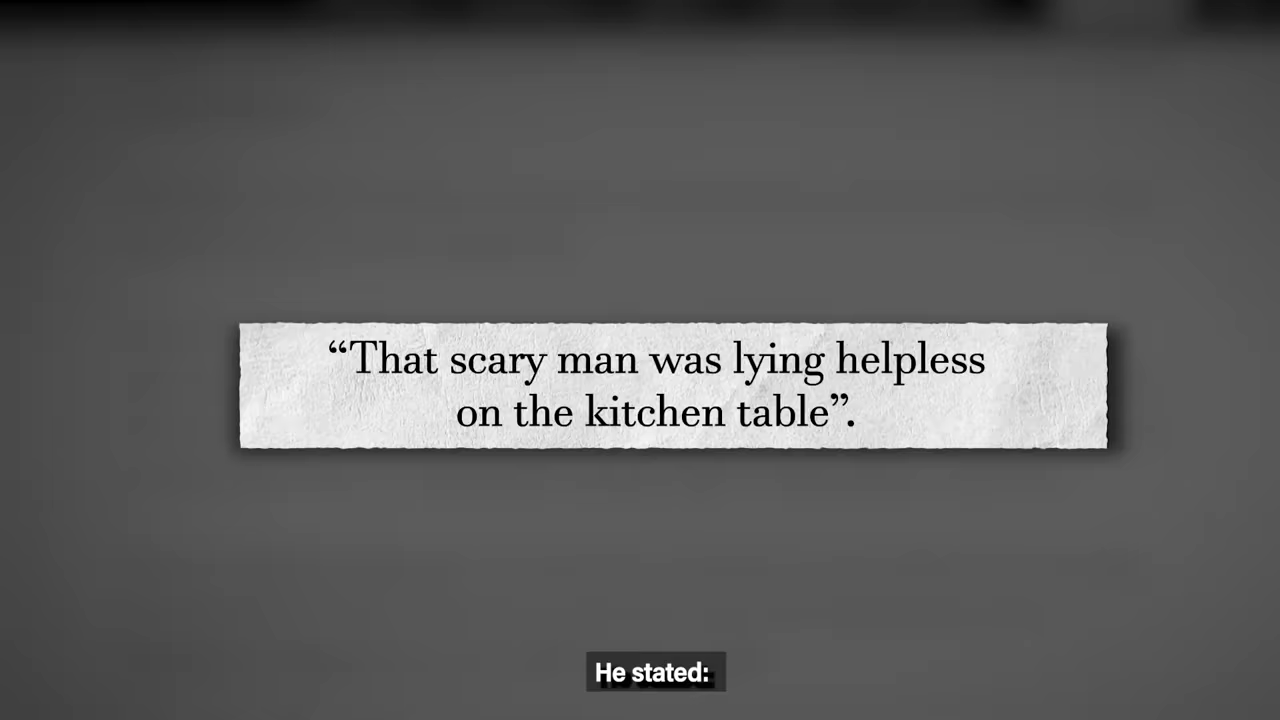 “That scary man was lying helpless
on the kitchen table”.
He stated: